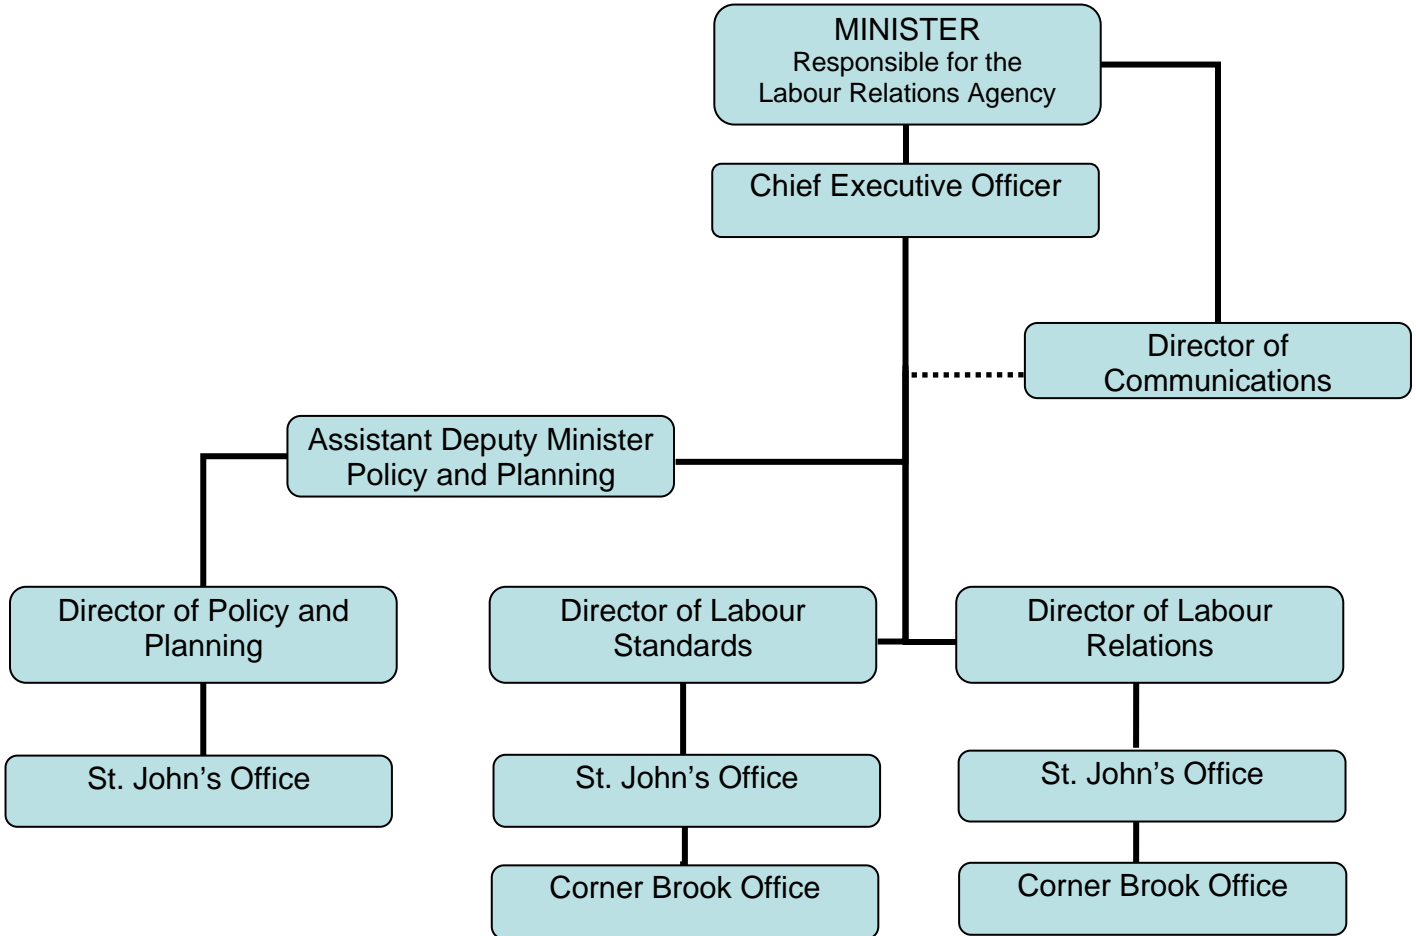 MINISTER
Responsible for the
Labour Relations Agency
Chief Executive Officer
Director of
Communications
Assistant Deputy Minister
Policy and Planning
Director of Policy and
Planning
Director of Labour
Standards
Director of Labour
Relations
St. John’s Office
St. John’s Office
St. John’s Office
Corner Brook Office
Corner Brook Office